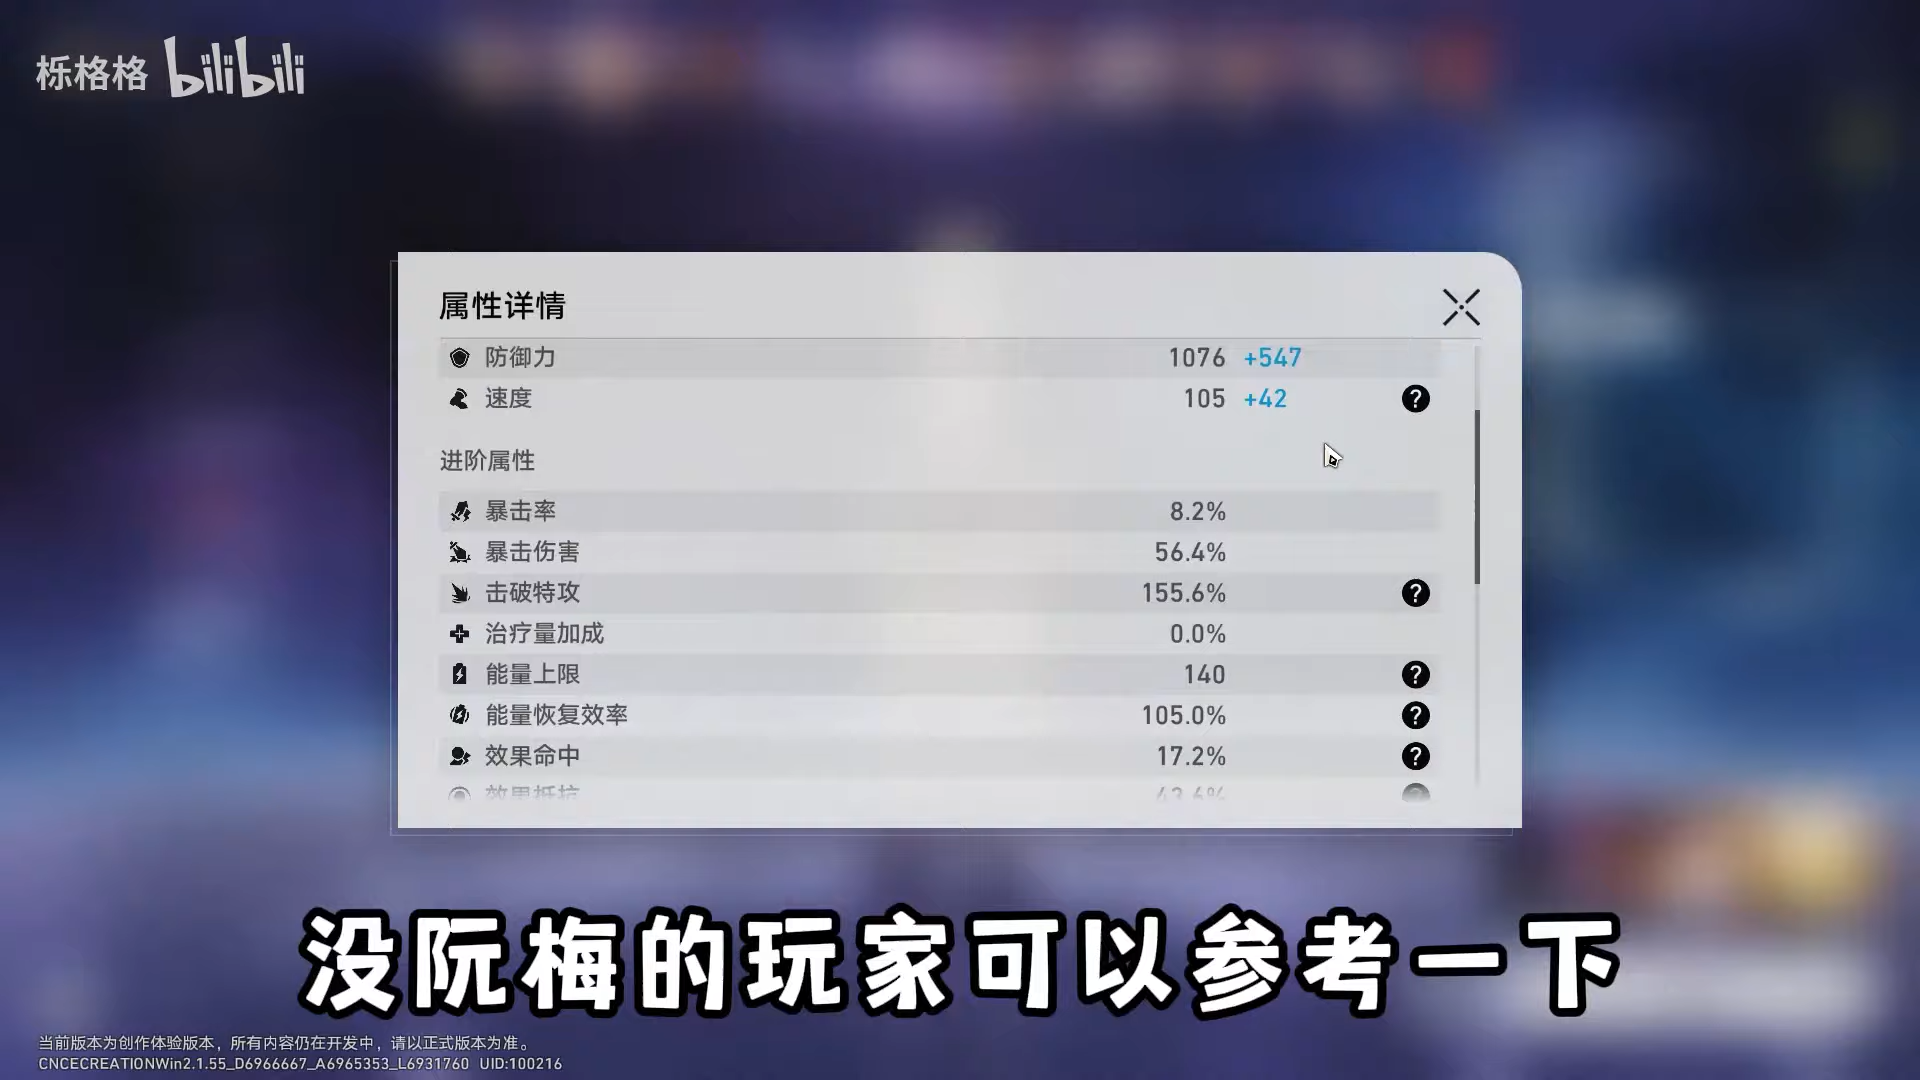 栎格格 bilibili
属性详情
防御力 1076 +547
速度 105 +42 ?
进阶属性
暴击率 8.2%
暴击伤害 56.4%
击破特攻 155.6% ?
治疗量加成 0.0%
能量上限 140 ?
能量恢复效率 105.0% ?
效果命中 17.2% ?
效果抵抗
没阮梅的玩家可以参考一下
当前版本为创作体验版本，所有内容仍在开发中，请以正式版本为准。
CNCECREATIONWin2.1.55_D6966667_A6965353_L6931760 UID:100216